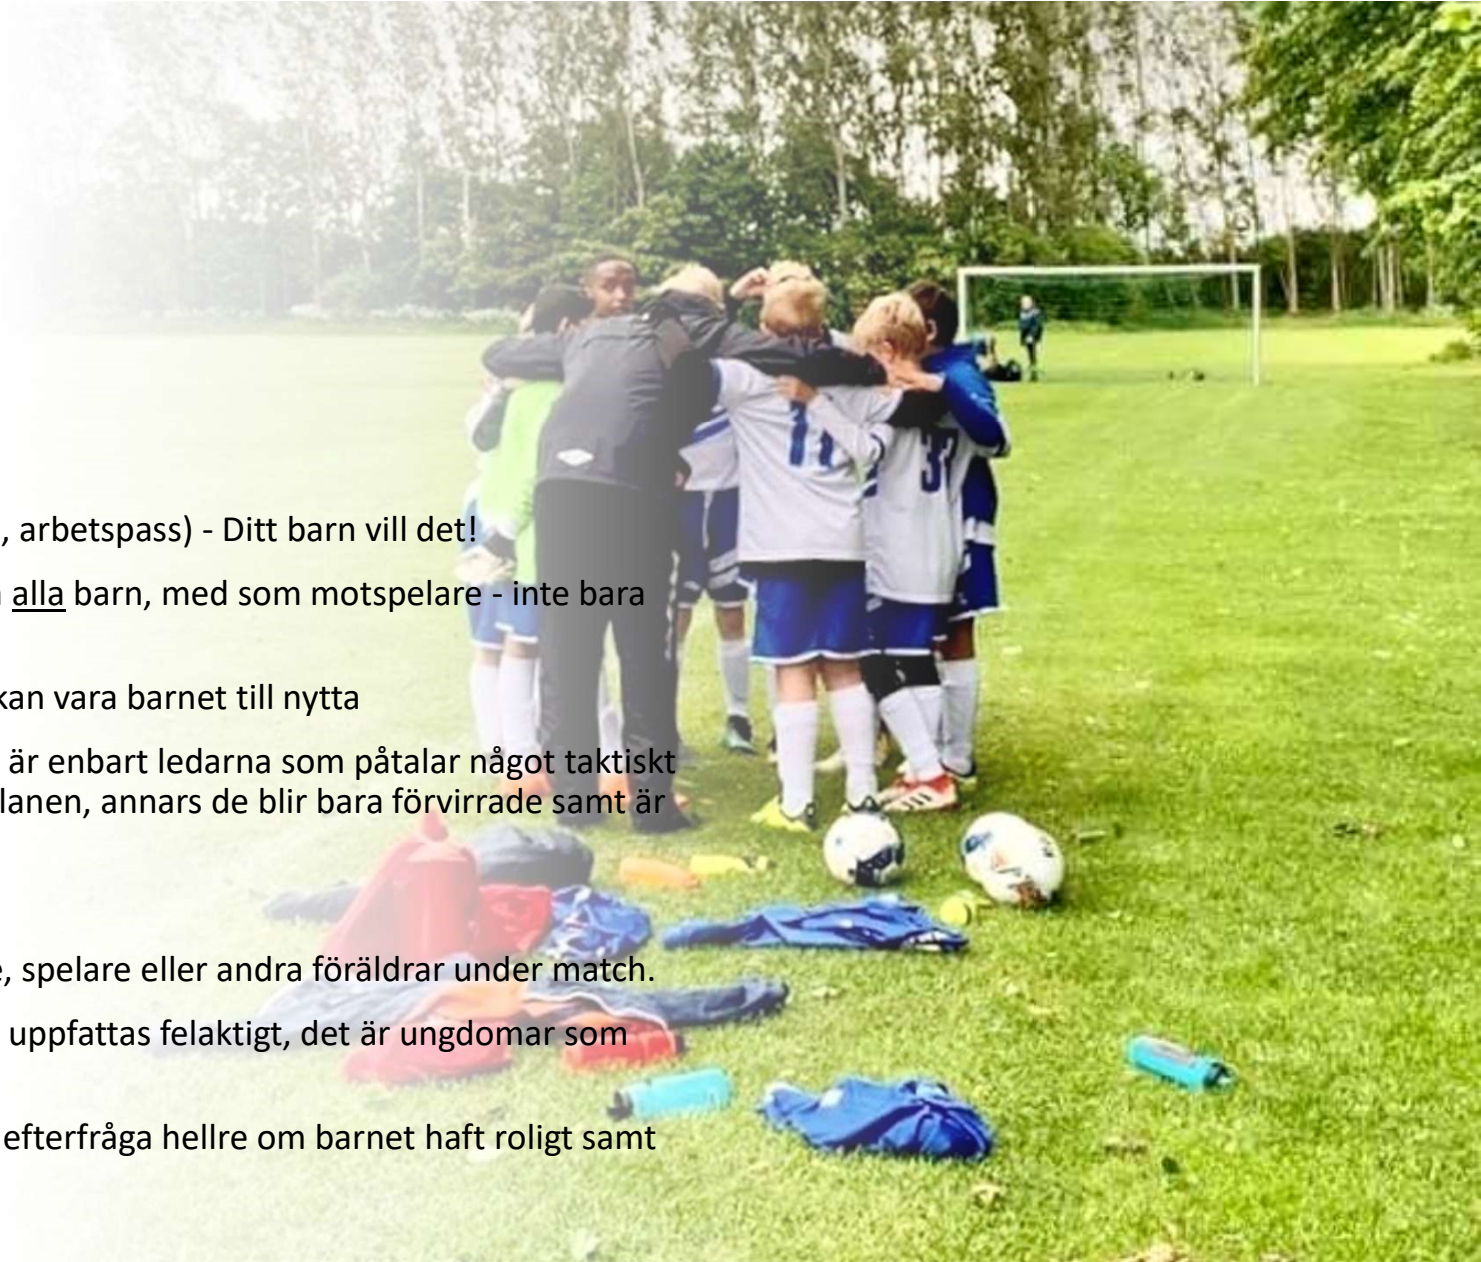 , arbetspass) - Ditt barn vill det!
alla barn, med som motspelare - inte bara
kan vara barnet till nytta
är enbart ledarna som påtalar något taktiskt
lanen, annars de blir bara förvirrade samt är
, spelare eller andra föräldrar under match.
uppfattas felaktigt, det är ungdomar som
efterfråga hellre om barnet haft roligt samt
11
37